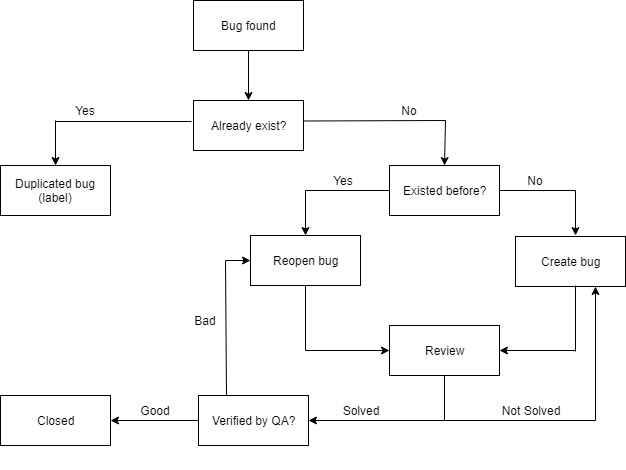 Bug found
Yes
No
Already exist?
Duplicated bug
(label)
Yes
Existed before?
No
Reopen bug
Create bug
Bad
Review
Closed
Good
Verified by QA?
Solved
Not Solved